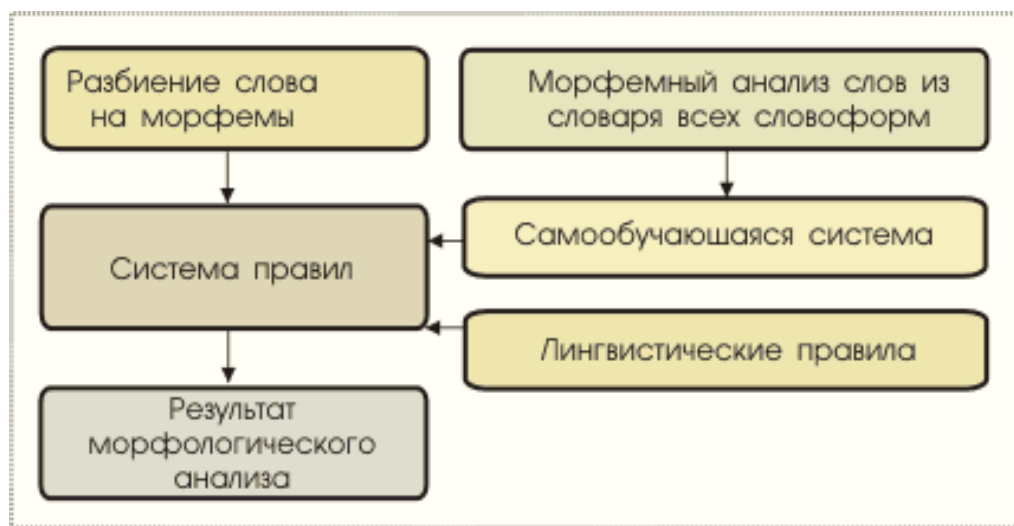 Разбиение слова
на морфемы
Морфемный анализ слов из
словаря всех словоформ
Самообучающаяся система
Система правил
Лингвистические правила
Результат
морфологического
анализа